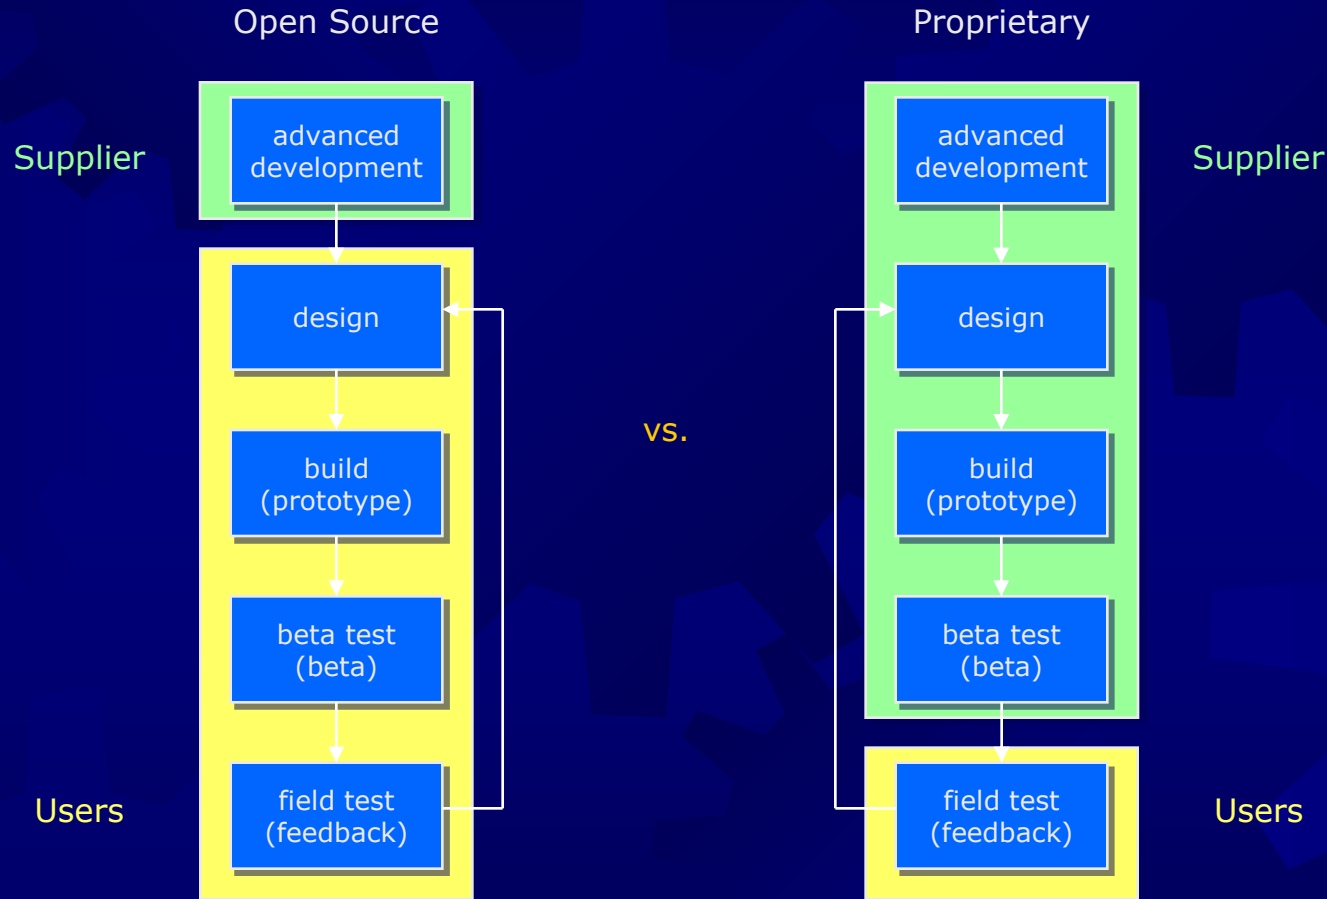 Open Source
Proprietary
Supplier
advanced
development
design
build
(prototype)
beta test
(beta)
field test
(feedback)
Users
vs.
advanced
development
design
build
(prototype)
beta test
(beta)
field test
(feedback)
Supplier
Users